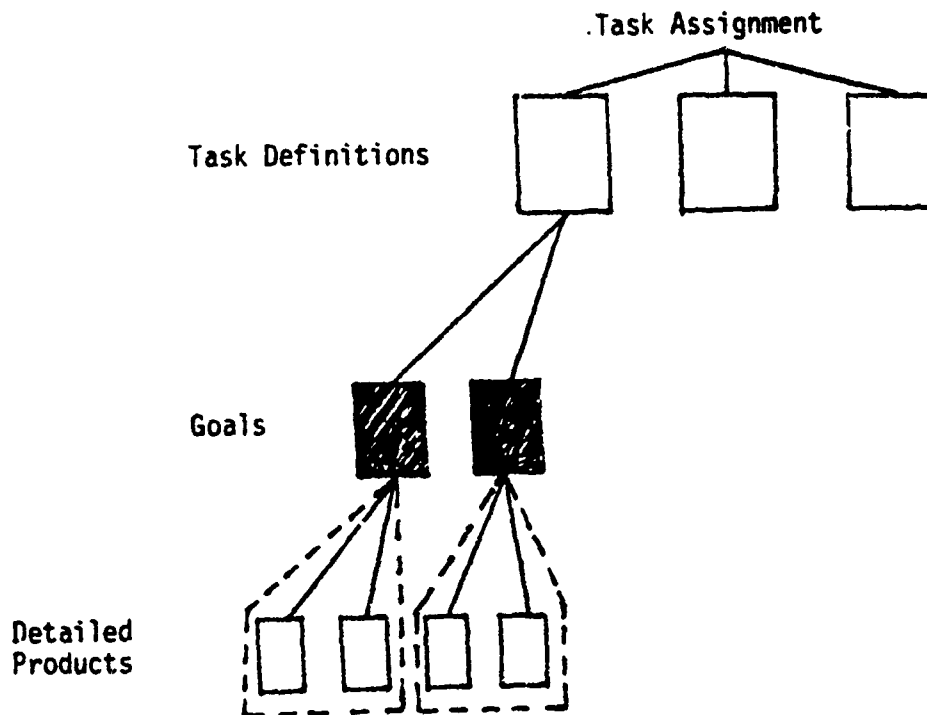 .Task Assignment
Task Definitions
Goals
Detailed
Products